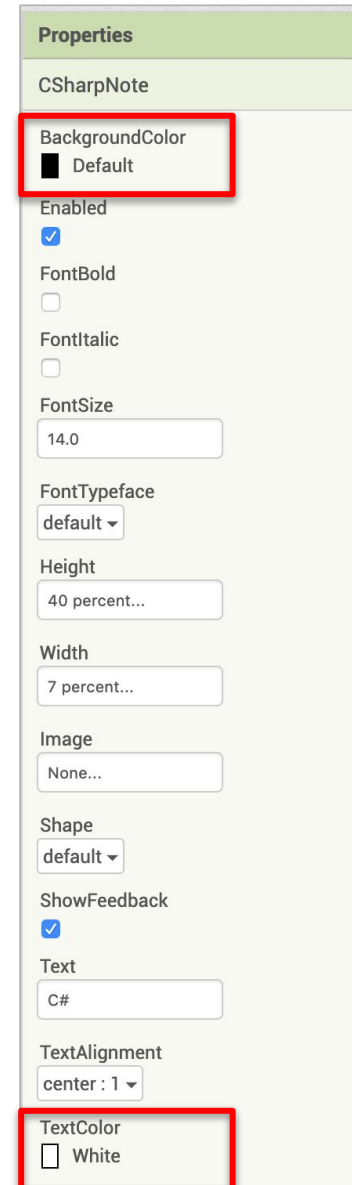 Properties
CSharpNote
BackgroundColor
Default
Enabled
FontBold
FontItalic
FontSize
14.0
FontTypeface
default
Height
40 percent...
Width
7 percent...
Image
None...
Shape
default
ShowFeedback
Text
C#
TextAlignment
center : 1
TextColor
White